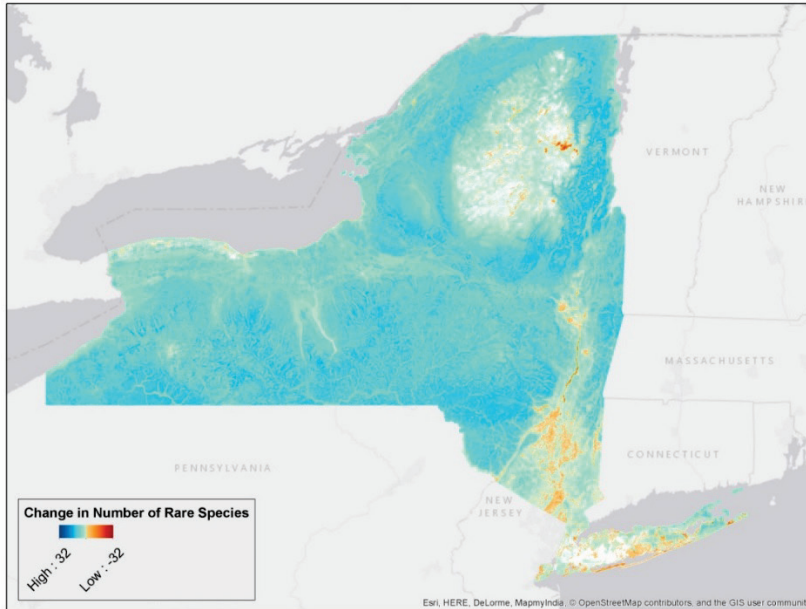 VERMONT
NEW
HAMPSHIRE
MASSACHUSETTS
CONNECTICUT
PENNSYLVANIA
NEW
JERSEY
Change in Number of Rare Species
High : 32
Low : -32
Esri, HERE, DeLorme, MapmyIndia, © OpenStreetMap contributors, and the GIS user community